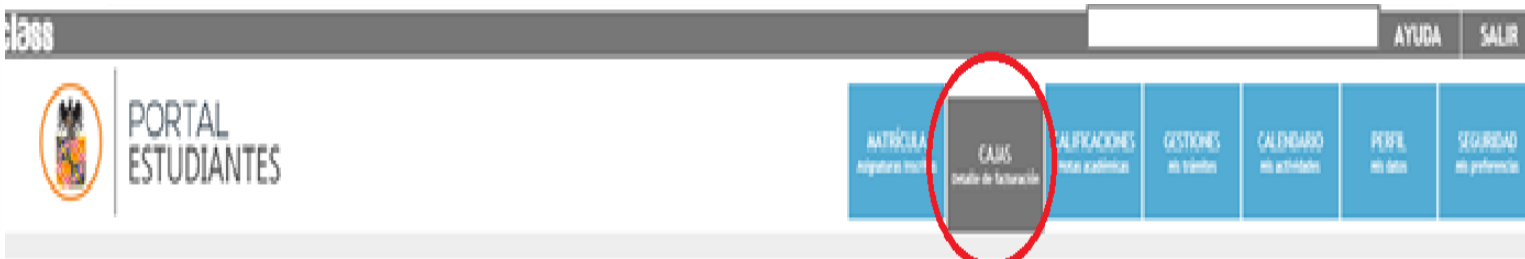 class
AYUDA
SALIR
PORTAL
ESTUDIANTES
MATRÍCULA
Asignaturas
CAJAS
Detalle de facturación
CALIFICACIONES
Notas académicas
GESTIONES
Mis trámites
CALENDARIO
Mis actividades
PERFIL
Mis datos
SEGURIDAD
Mis preferencias